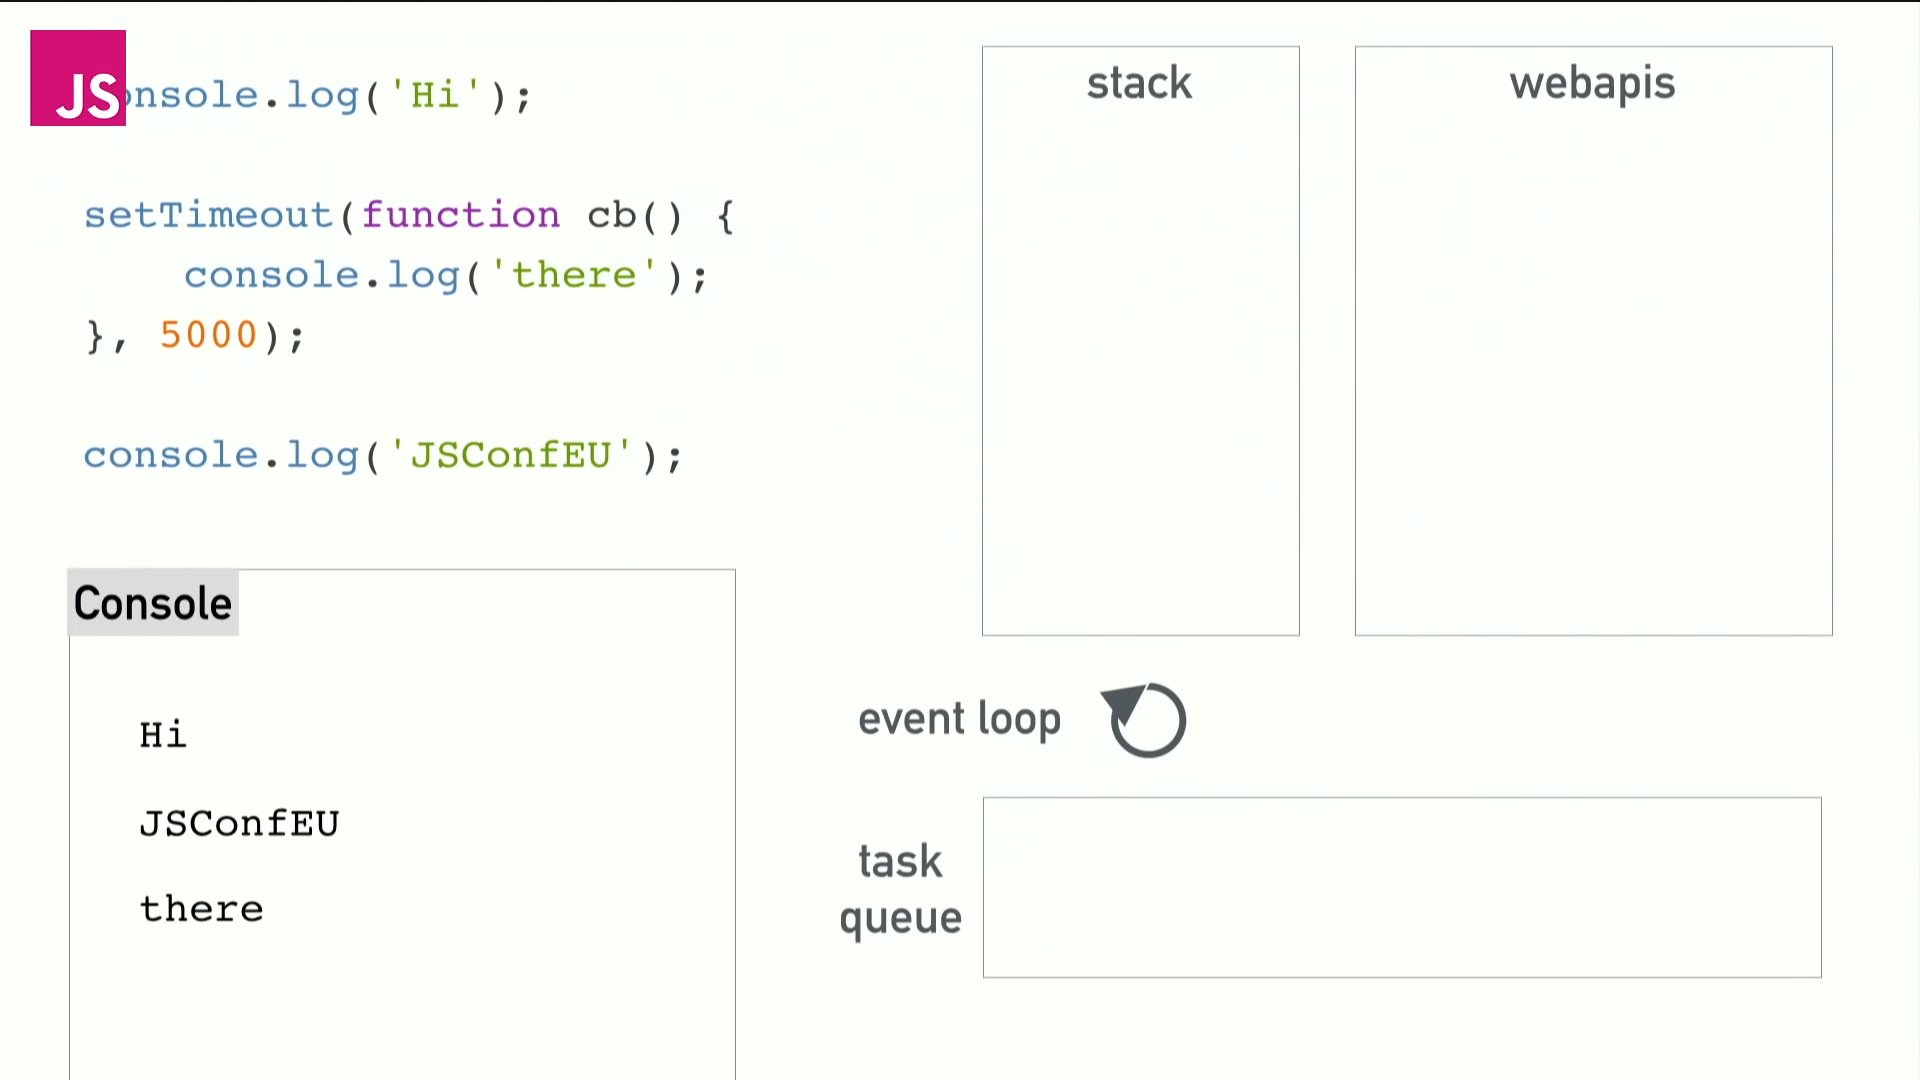 JS
onsole.log('Hi');
setTimeout(function cb() {
    console.log('there');
}, 5000);
console.log('JSConfEU');
Console
Hi
JSConfEU
there
stack
webapis
event loop
task
queue